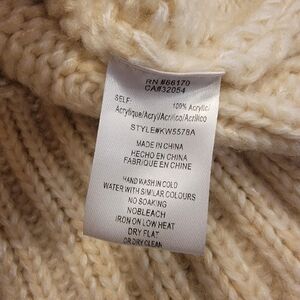 RN #66170
CA#32054
SELF:
100% Acrylic/
Acrylique/Acryl/Acrilico/Acrílico
STYLE#KW5578A
MADE IN CHINA
HECHO EN CHINA
FABRIQUE EN CHINE
HAND WASH IN COLD
WATER WITH SIMILAR COLOURS
NO SOAKING
NOBLEACH
IRON ON LOW HEAT
DRY FLAT
OR DRY CLEAN